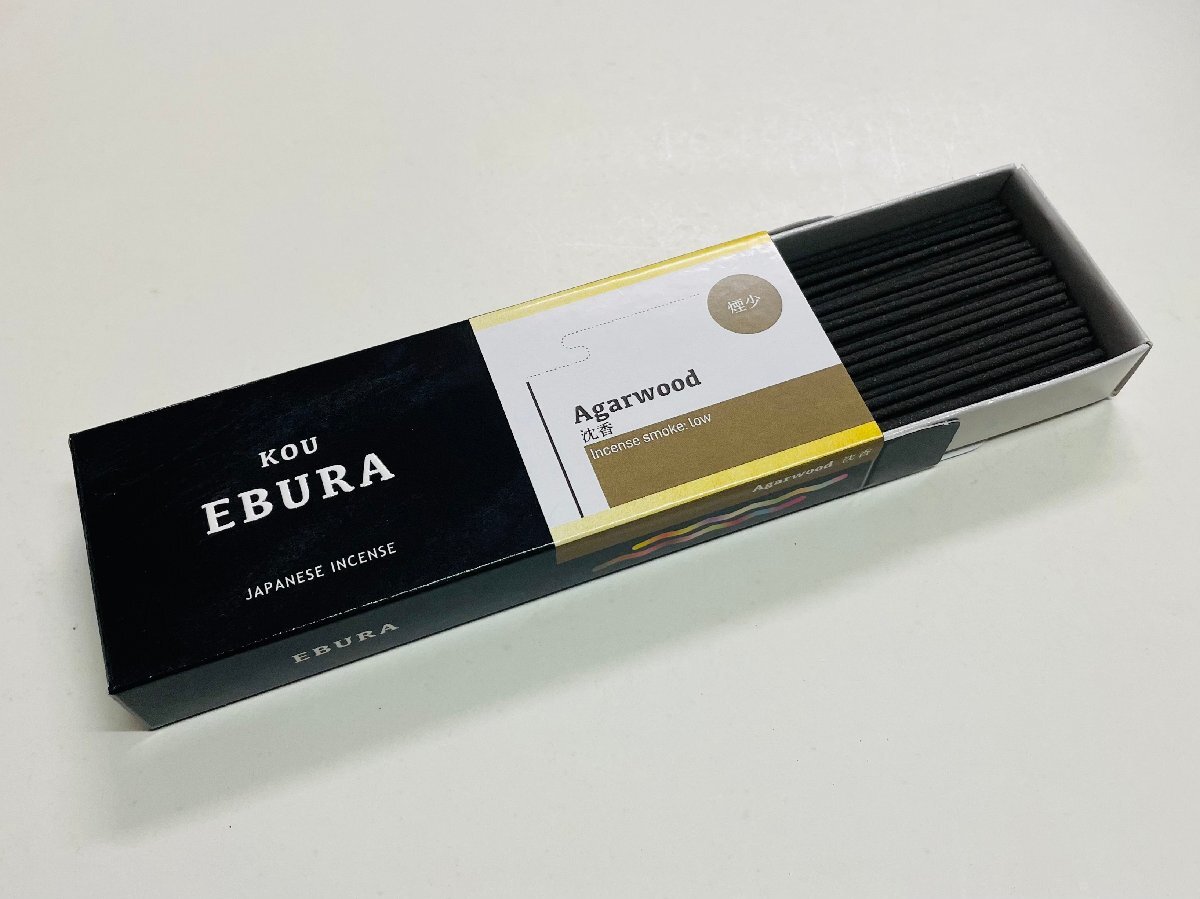 KOU
EBURA
JAPANESE INCENSE
煙少
Agarwood
沈香
Incense smoke: low
EBURA
Agarwood 沈香